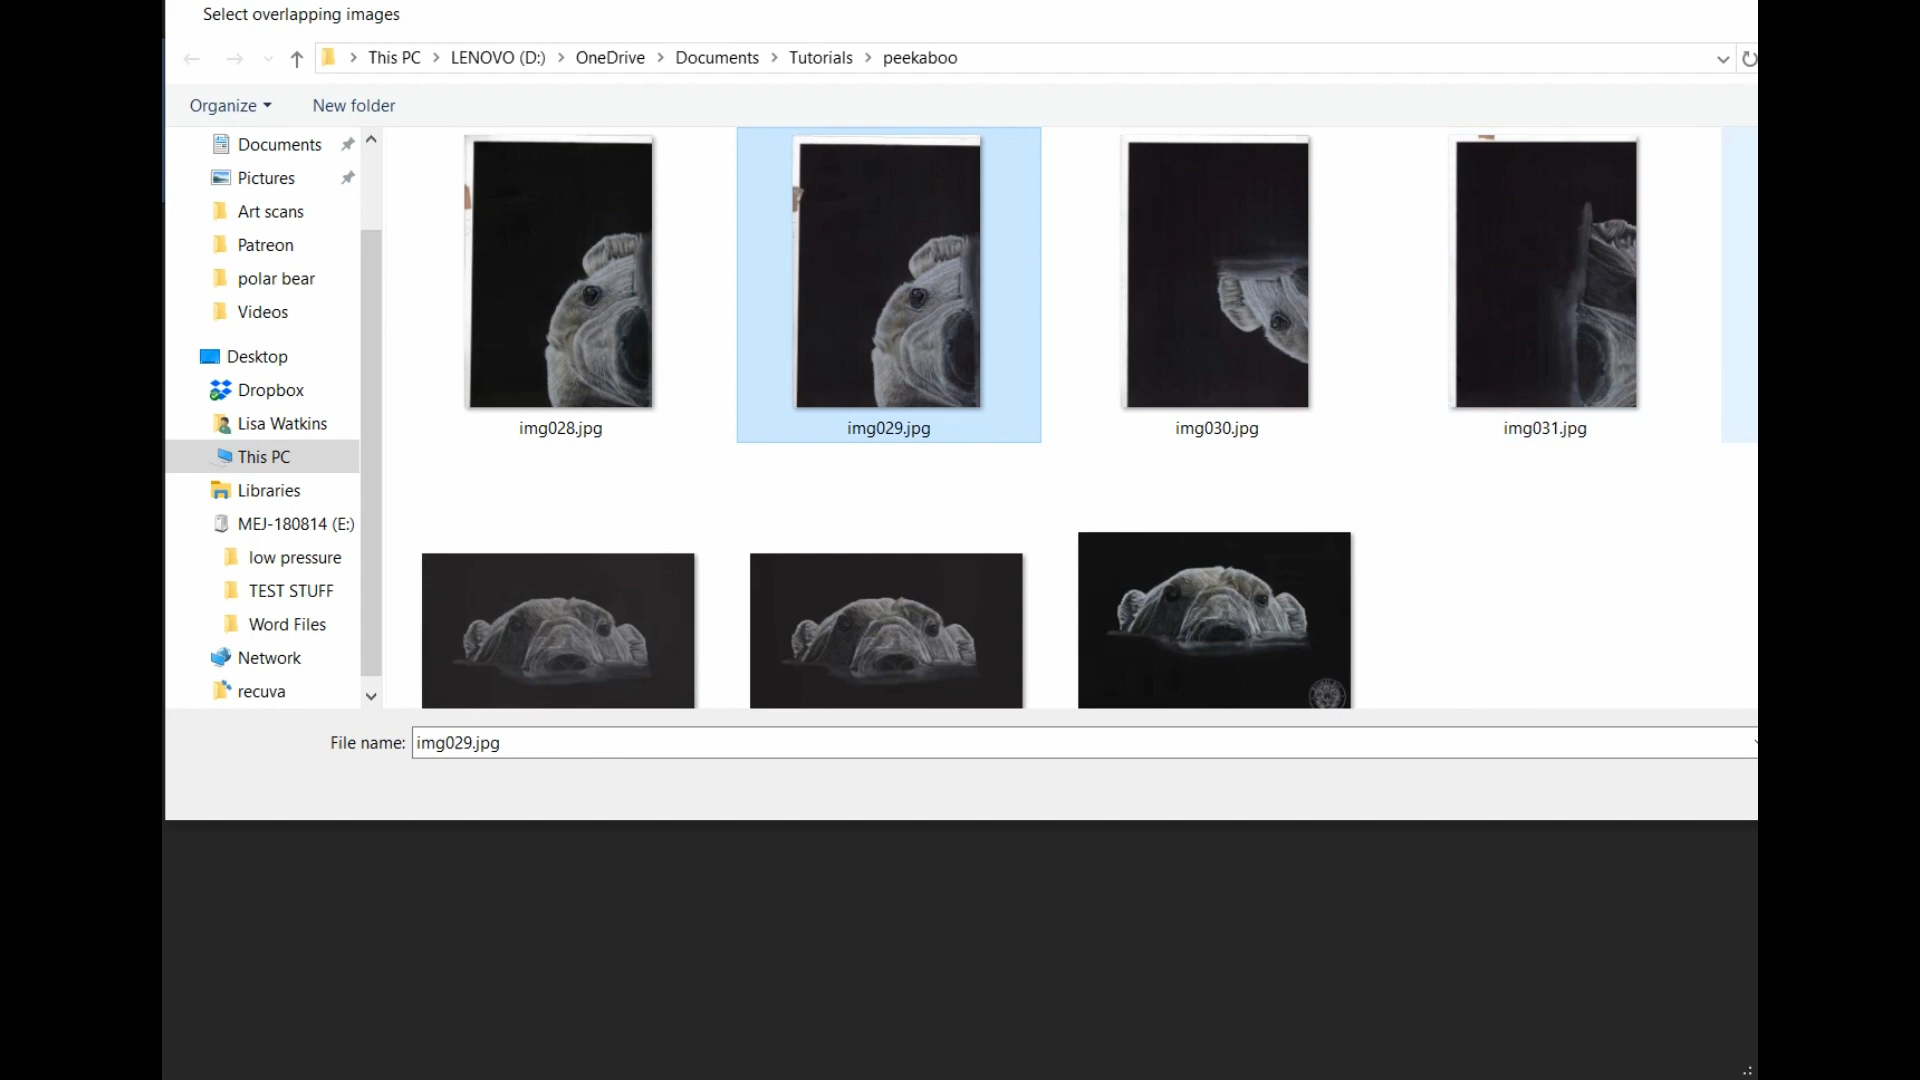 Select overlapping images
This PC > LENOVO (D:) > OneDrive > Documents > Tutorials > peekaboo
Organize New folder
Documents
Pictures
Art scans
Patreon
polar bear
Videos
Desktop
Dropbox
Lisa Watkins
This PC
Libraries
MEJ-180814 (E:)
low pressure
TEST STUFF
Word Files
Network
recuva
img028.jpg
img029.jpg
img030.jpg
img031.jpg
File name: img029.jpg